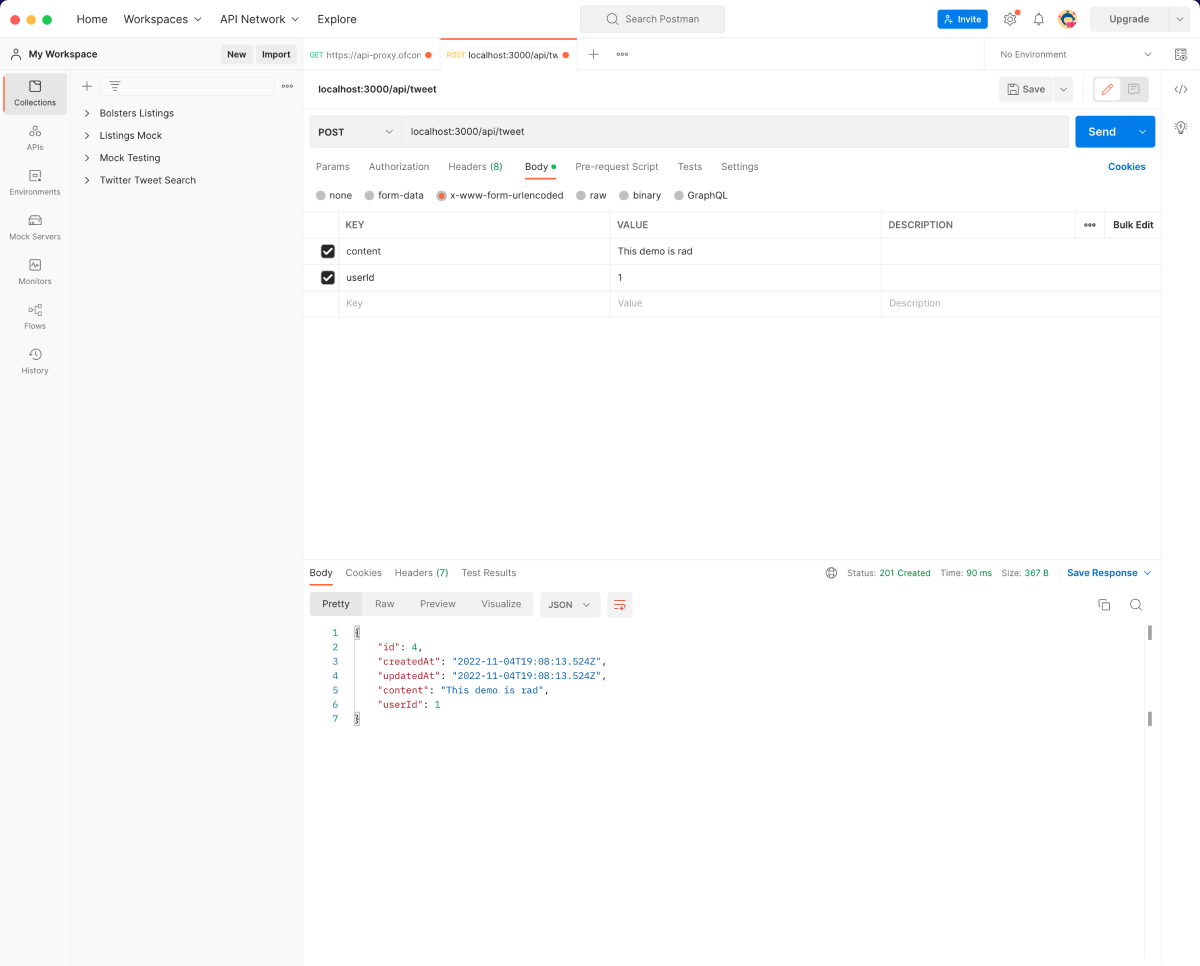 Home Workspaces API Network Explore Search Postman Invite Upgrade
My Workspace New Import GET https://api-proxy.ofcon POST localhost:3000/api/tw No Environment
Collections
APIs
Environments
Mock Servers
Monitors
Flows
History
Bolsters Listings
Listings Mock
Mock Testing
Twitter Tweet Search
localhost:3000/api/tweet Save
POST localhost:3000/api/tweet Send
Params Authorization Headers (8) Body Pre-request Script Tests Settings Cookies
none form-data x-www-form-urlencoded raw binary GraphQL
KEY VALUE DESCRIPTION Bulk Edit
content This demo is rad
userId 1
Key Value Description
Body Cookies Headers (7) Test Results Status: 201 Created Time: 90 ms Size: 367 B Save Response
Pretty Raw Preview Visualize JSON
1 {
2 "id": 4,
3 "createdAt": "2022-11-04T19:08:13.524Z",
4 "updatedAt": "2022-11-04T19:08:13.524Z",
5 "content": "This demo is rad",
6 "userId": 1
7 }